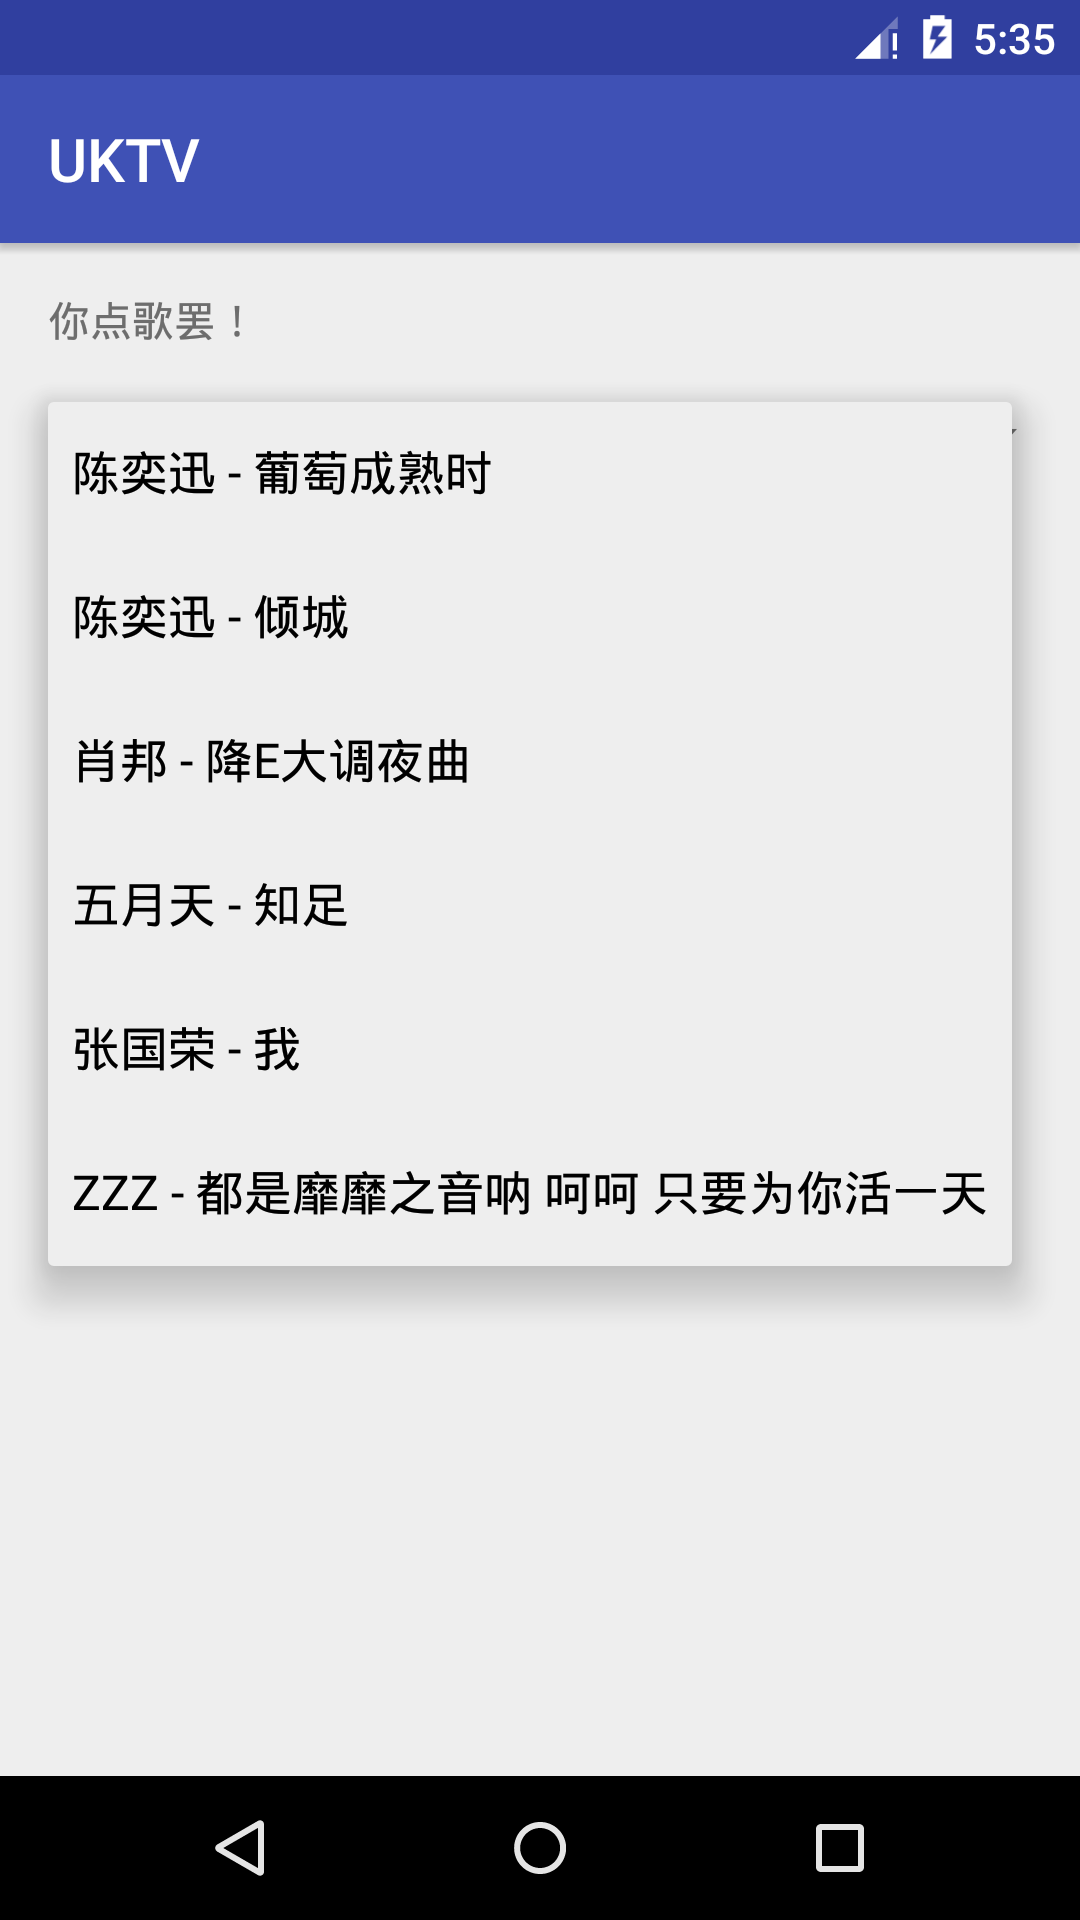 5:35
UKTV
你点歌罢！
陈奕迅 - 葡萄成熟时
陈奕迅 - 倾城
肖邦 - 降E大调夜曲
五月天 - 知足
张国荣 - 我
ZZZ - 都是靡靡之音呐 呵呵 只要为你活一天